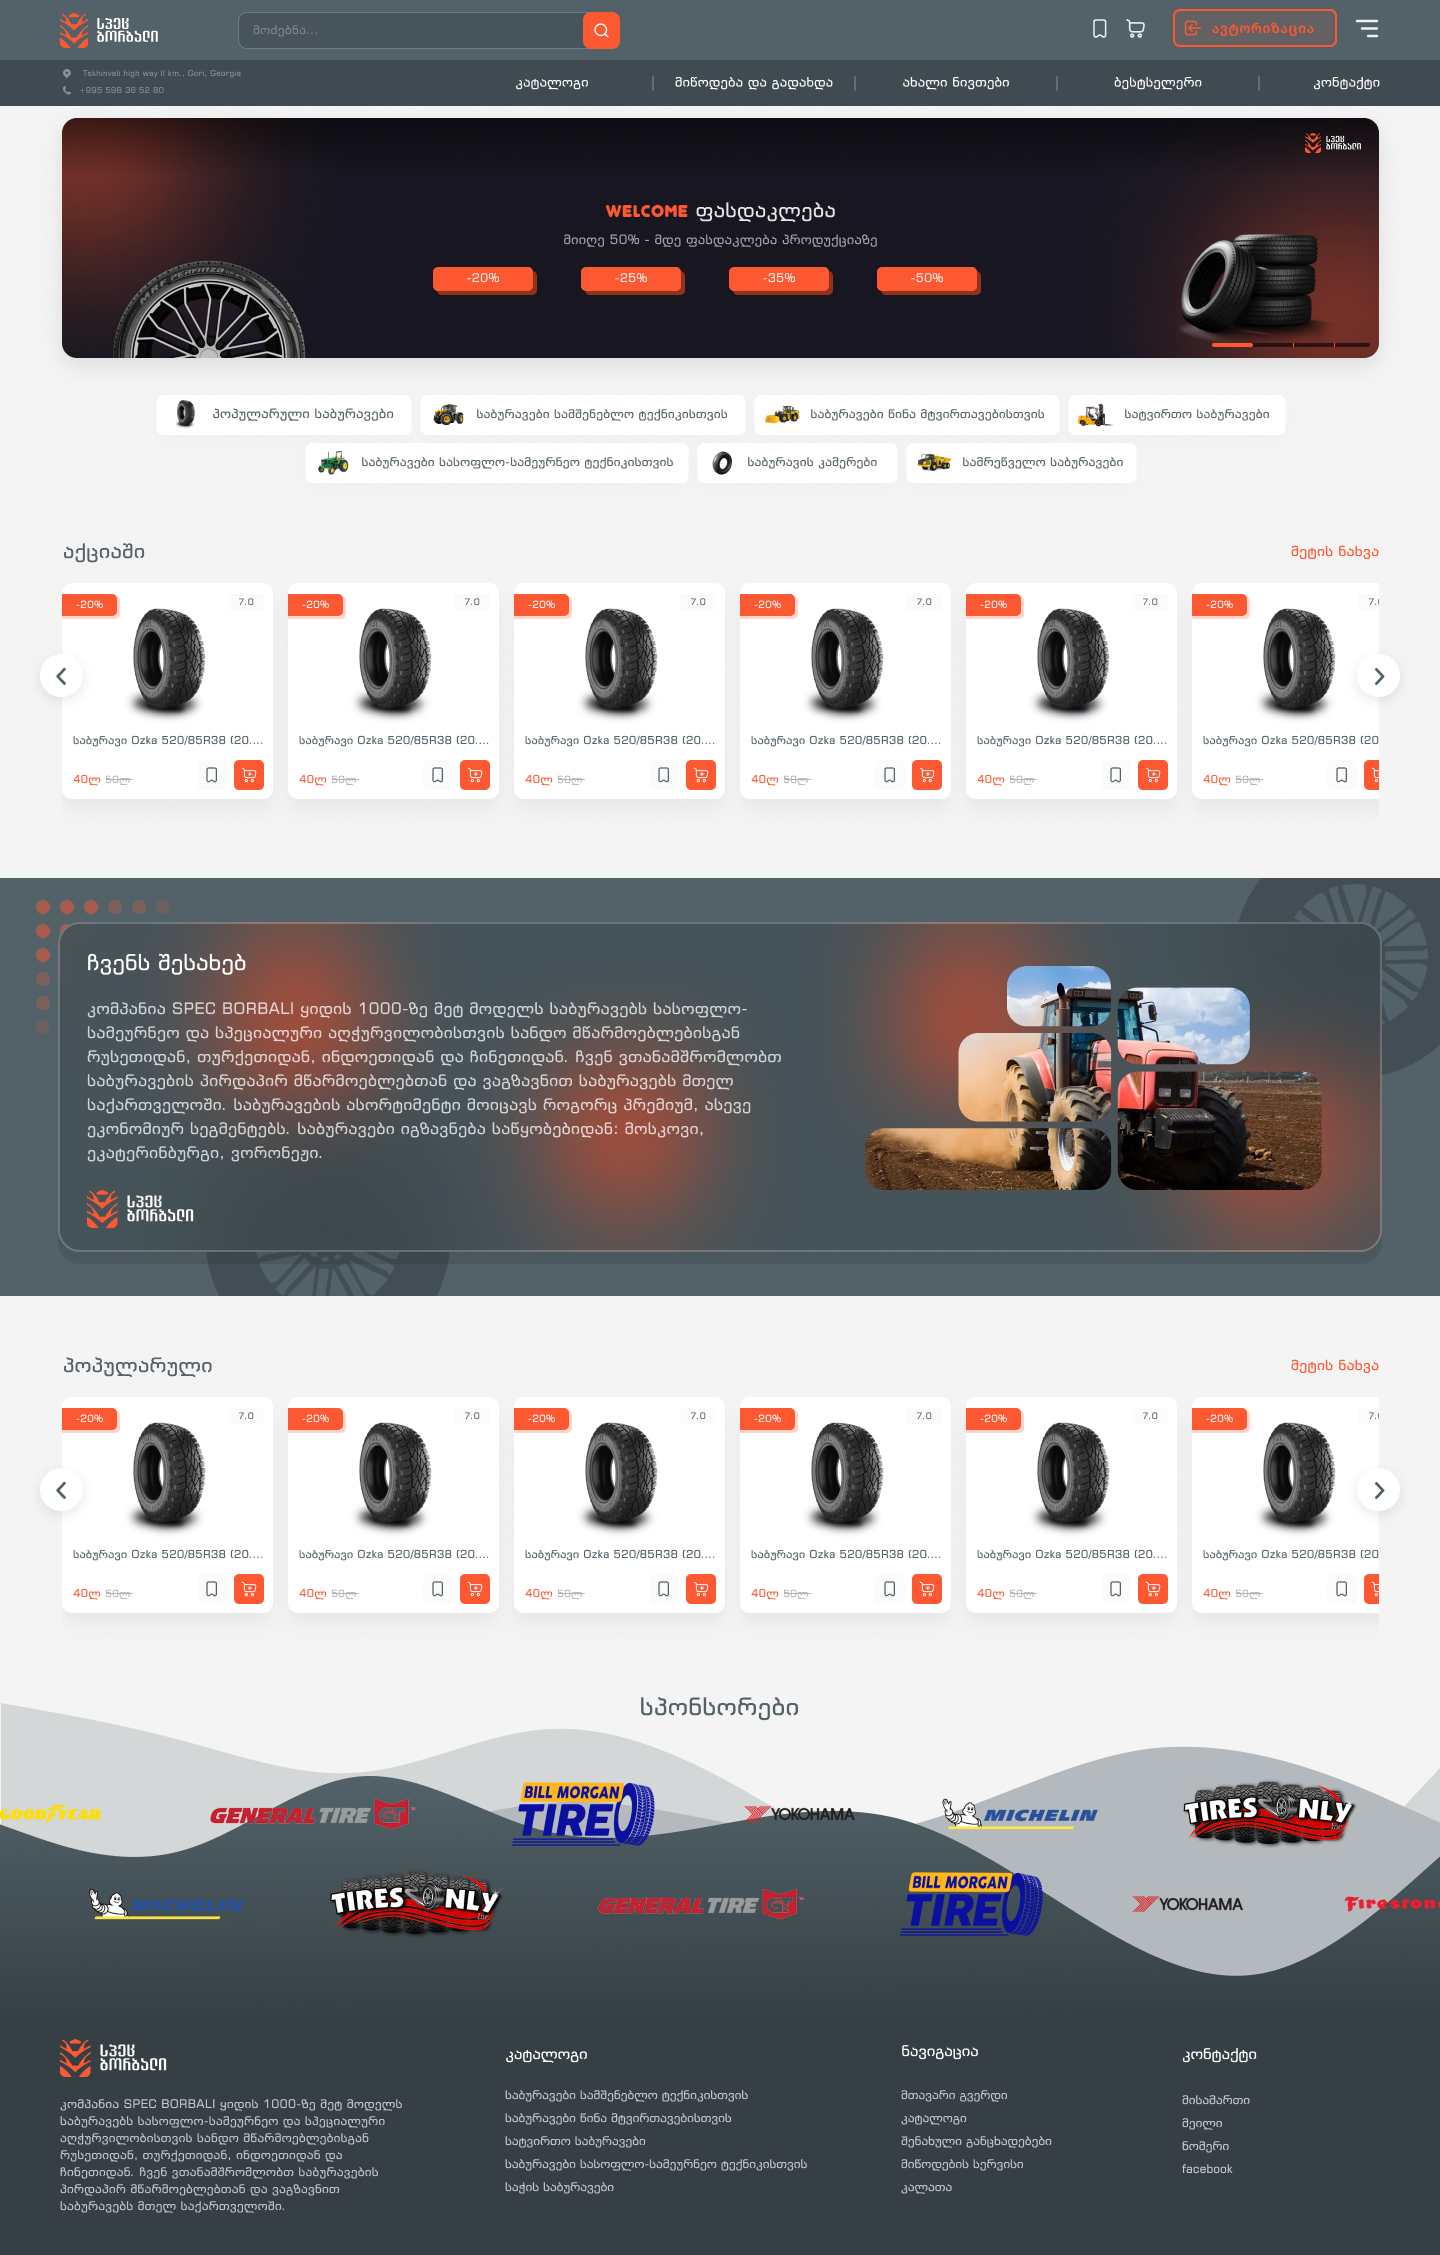 სპეც
ბორბალი
მოძებნა...
ავტორიზაცია
Tskhinvali high way II km., Gori, Georgia
+995 598 36 52 80
კატალოგი
მიწოდება და გადახდა
ახალი ნივთები
ბესტსელერი
კონტაქტი
სპეც
ბორბალი
WELCOME ფასდაკლება
მიიღე 50% - მდე ფასდაკლება პროდუქციაზე
-20%
-25%
-35%
-50%
MRF PERFINZA
პოპულარული საბურავები
საბურავები სამშენებლო ტექნიკისთვის
საბურავები წინა მტვირთავებისთვის
სატვირთო საბურავები
საბურავები სასოფლო-სამეურნეო ტექნიკისთვის
საბურავის კამერები
სამრეწველო საბურავები
აქციაში
მეტის ნახვა
-20% 7.0
-20% 7.0
-20% 7.0
-20% 7.0
-20% 7.0
-20% 7.
საბურავი Ozka 520/85R38 (20....
საბურავი Ozka 520/85R38 (20....
საბურავი Ozka 520/85R38 (20....
საბურავი Ozka 520/85R38 (20....
საბურავი Ozka 520/85R38 (20....
საბურავი Ozka 520/85R38 (20
40ლ 50ლ
40ლ 50ლ
40ლ 50ლ
40ლ 50ლ
40ლ 50ლ
40ლ 50ლ
ჩვენს შესახებ
კომპანია SPEC BORBALI ყიდის 1000-ზე მეტ მოდელს საბურავებს სასოფლო-
სამეურნეო და სპეციალური აღჭურვილობისთვის სანდო მწარმოებლებისგან
რუსეთიდან, თურქეთიდან, ინდოეთიდან და ჩინეთიდან. ჩვენ ვთანამშრომლობთ
საბურავების პირდაპირ მწარმოებლებთან და ვაგზავნით საბურავებს მთელ
საქართველოში. საბურავების ასორტიმენტი მოიცავს როგორც პრემიუმ, ასევე
ეკონომიურ სეგმენტებს. საბურავები იგზავნება საწყობებიდან: მოსკოვი,
ეკატერინბურგი, ვორონეჟი.
სპეც
ბორბალი
პოპულარული
მეტის ნახვა
-20% 7.0
-20% 7.0
-20% 7.0
-20% 7.0
-20% 7.0
-20% 7.
საბურავი Ozka 520/85R38 (20....
საბურავი Ozka 520/85R38 (20....
საბურავი Ozka 520/85R38 (20....
საბურავი Ozka 520/85R38 (20....
საბურავი Ozka 520/85R38 (20....
საბურავი Ozka 520/85R38 (20
40ლ 50ლ
40ლ 50ლ
40ლ 50ლ
40ლ 50ლ
40ლ 50ლ
40ლ 50ლ
სპონსორები
GOODYEAR
GENERAL TIRE GT
BILL MORGAN
TIRE
YOKOHAMA
MICHELIN
TIRES ONLY
Inc
MICHELIN
TIRES ONLY
Inc
GENERAL TIRE GT
BILL MORGAN
TIRE
YOKOHAMA
Firestone
სპეც
ბორბალი
კომპანია SPEC BORBALI ყიდის 1000-ზე მეტ მოდელს
საბურავებს სასოფლო-სამეურნეო და სპეციალური
აღჭურვილობისთვის სანდო მწარმოებლებისგან
რუსეთიდან, თურქეთიდან, ინდოეთიდან და
ჩინეთიდან. ჩვენ ვთანამშრომლობთ საბურავების
პირდაპირ მწარმოებლებთან და ვაგზავნით
საბურავებს მთელ საქართველოში.
კატალოგი
საბურავები სამშენებლო ტექნიკისთვის
საბურავები წინა მტვირთავებისთვის
სატვირთო საბურავები
საბურავები სასოფლო-სამეურნეო ტექნიკისთვის
საჭის საბურავები
ნავიგაცია
მთავარი გვერდი
კატალოგი
შენახული განცხადებები
მიწოდების სერვისი
კალათა
კონტაქტი
მისამართი
მეილი
ნომერი
facebook